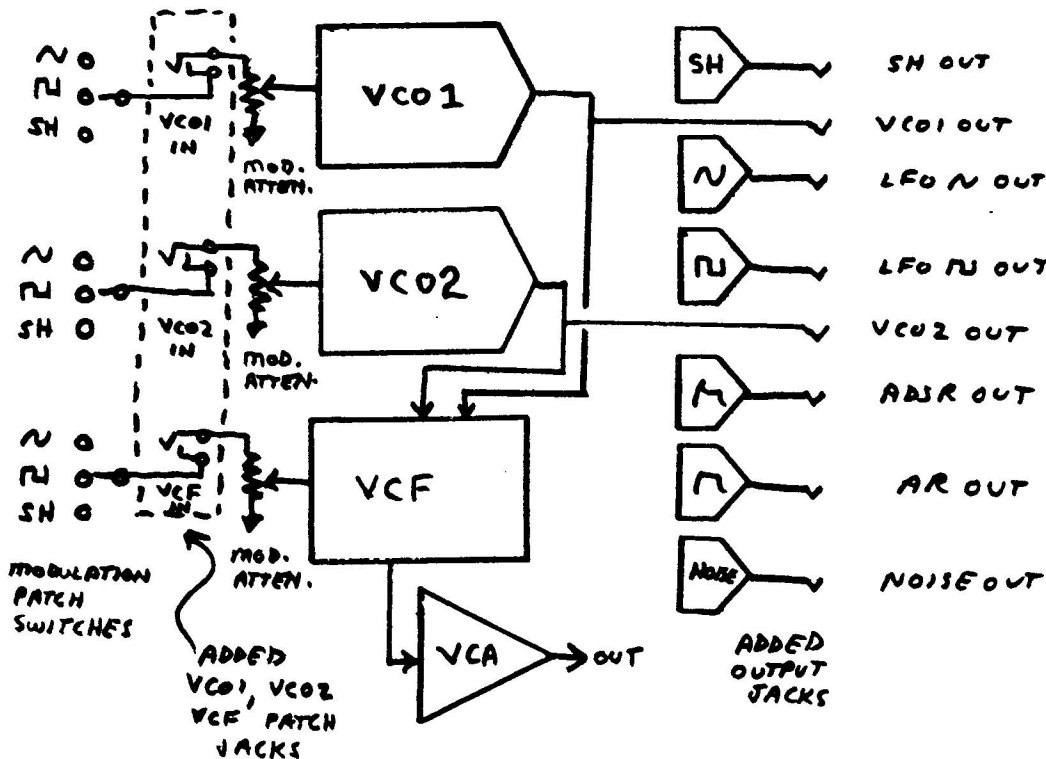 SH
VCO1
IN
MOD.
ATTEN.
VCO1
SH
VCO2
IN
MOD.
ATTEN.
VCO2
SH
VCF
IN
MOD.
ATTEN.
VCF
MODULATION
PATCH
SWITCHES
ADDED
VCO1, VCO2
VCF PATCH
JACKS
VCA
OUT
SH
SH OUT
VCO1 OUT
LFO ∿ OUT
LFO ⊓⊔ OUT
VCO2 OUT
ADSR OUT
AR OUT
NOISE
NOISE OUT
ADDED
OUTPUT
JACKS